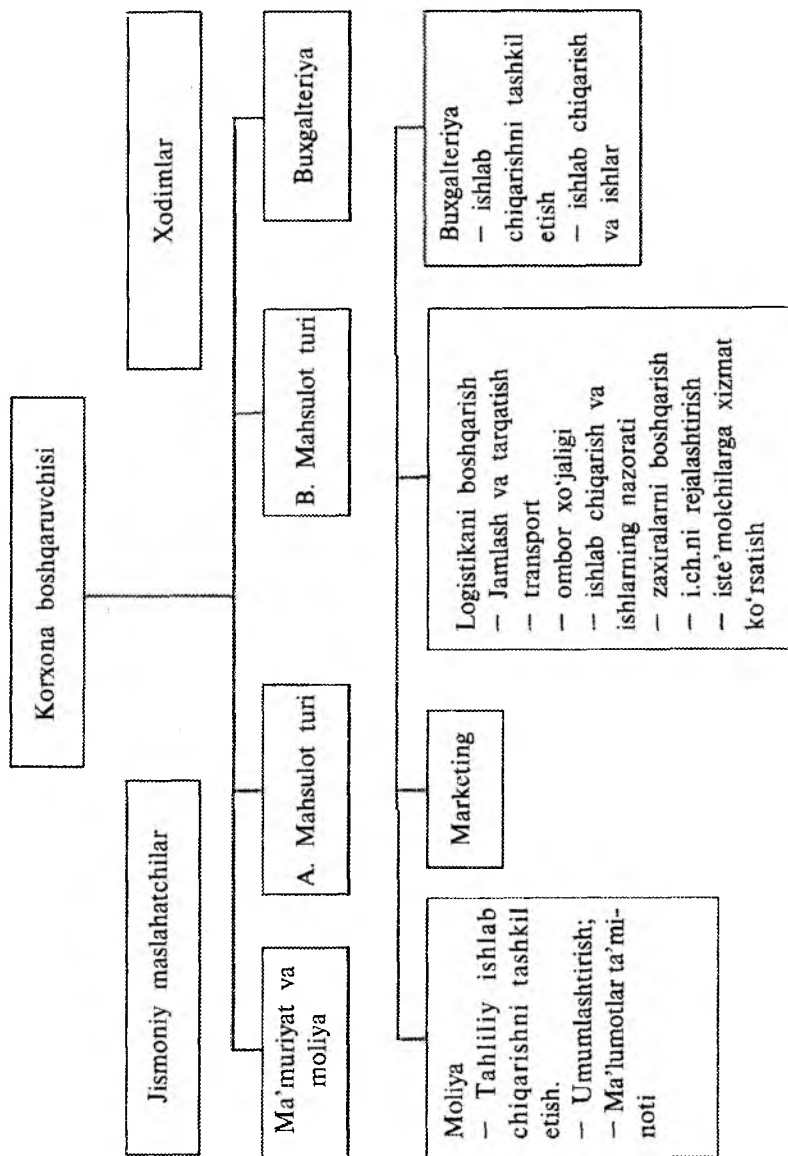 Korxona boshqaruvchisi
Jismoniy maslahatchilar
Xodimlar
Ma’muriyat va
moliya
A. Mahsulot turi
B. Mahsulot turi
Buxgalteriya
Moliya
— Tahliliy ishlab
chiqarishni tashkil
etish.
— Umumlashtirish;
— Ma’lumotlar ta’mi-
noti
Marketing
Logistikani boshqarish
— Jamlash va tarqatish
— transport
— ombor xo‘jaligi
— ishlab chiqarish va
ishlarning nazorati
— zaxiralarni boshqarish
— i.ch.ni rejalashtirish
— iste’molchilarga xizmat
ko‘rsatish
Buxgalteriya
— ishlab
chiqarishni tashkil
etish
— ishlab chiqarish
va ishlar